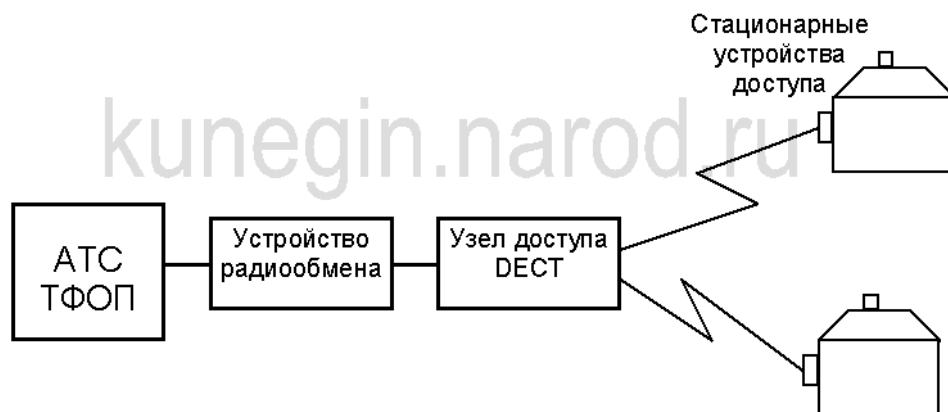 Стационарные
устройства
доступа
kunegin.narod.ru
АТС
ТФОП
Устройство
радиообмена
Узел доступа
DECT